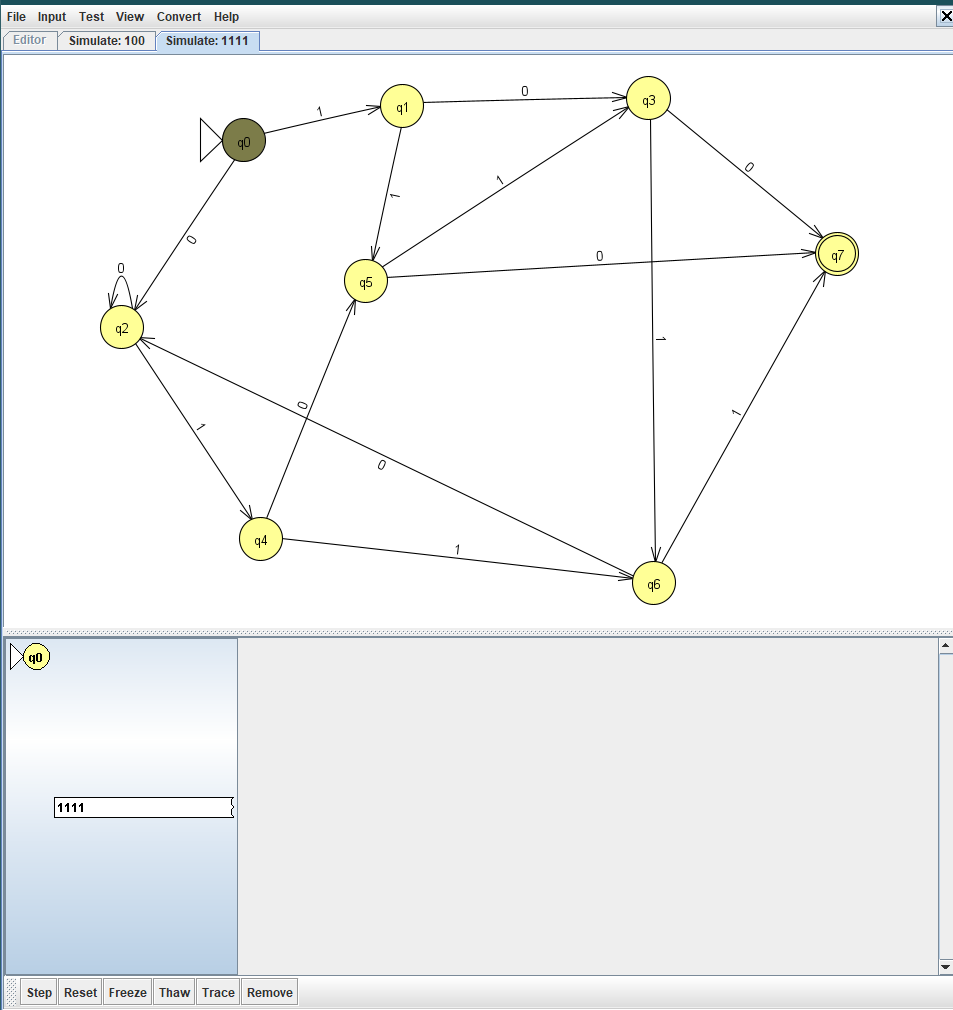 File Input Test View Convert Help
Editor Simulate: 100 Simulate: 1111
q0 1 q1 0 q3
0 1 1 0
0 q5 0 q7
q2
1 0 0 1 1
q4 1 q6
q0
1111
Step Reset Freeze Thaw Trace Remove